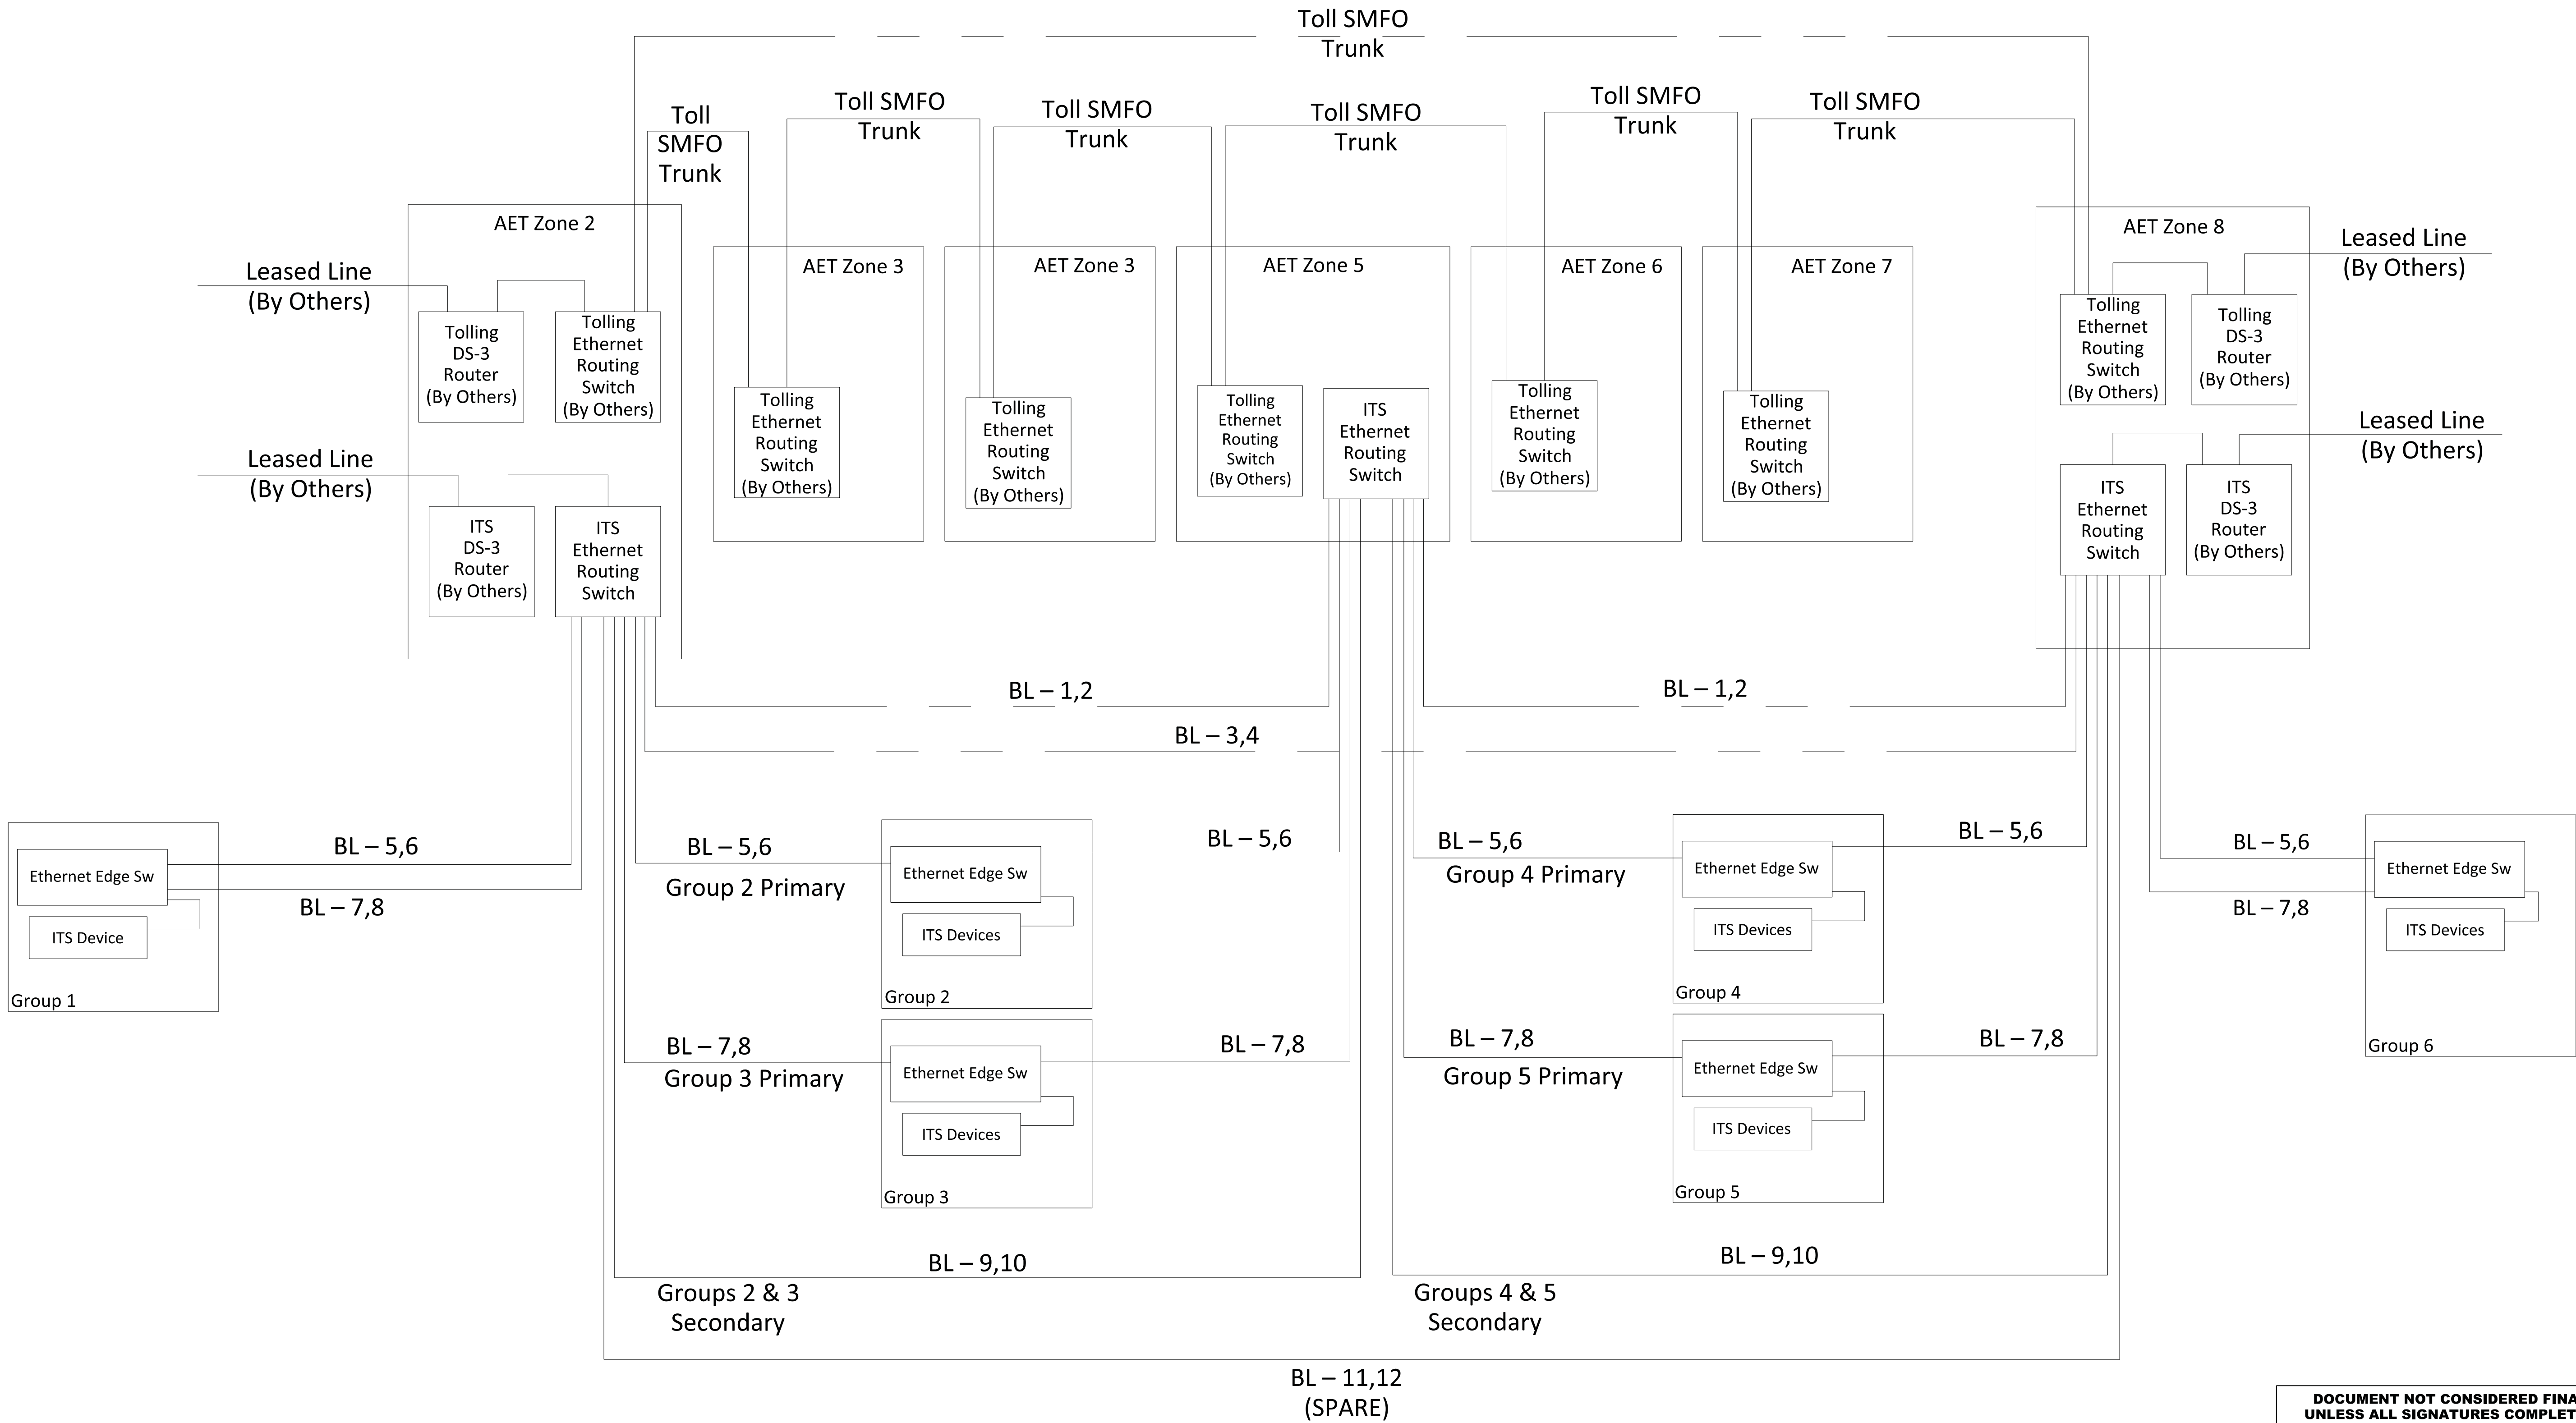 Toll SMFO
Trunk
Toll
SMFO
Trunk
Toll SMFO
Trunk
Toll SMFO
Trunk
Toll SMFO
Trunk
Toll SMFO
Trunk
Toll SMFO
Trunk
AET Zone 2
Leased Line
(By Others)
Tolling
DS-3
Router
(By Others)
Tolling
Ethernet
Routing
Switch
(By Others)
Leased Line
(By Others)
ITS
DS-3
Router
(By Others)
ITS
Ethernet
Routing
Switch
AET Zone 3
Tolling
Ethernet
Routing
Switch
(By Others)
AET Zone 3
Tolling
Ethernet
Routing
Switch
(By Others)
AET Zone 5
Tolling
Ethernet
Routing
Switch
(By Others)
ITS
Ethernet
Routing
Switch
AET Zone 6
Tolling
Ethernet
Routing
Switch
(By Others)
AET Zone 7
Tolling
Ethernet
Routing
Switch
(By Others)
AET Zone 8
Tolling
Ethernet
Routing
Switch
(By Others)
Tolling
DS-3
Router
(By Others)
Leased Line
(By Others)
ITS
Ethernet
Routing
Switch
ITS
DS-3
Router
(By Others)
Leased Line
(By Others)
BL – 1,2
BL – 1,2
BL – 3,4
Ethernet Edge Sw
ITS Device
Group 1
BL – 5,6
BL – 7,8
BL – 5,6
Group 2 Primary
Ethernet Edge Sw
ITS Devices
Group 2
BL – 5,6
BL – 5,6
Group 4 Primary
Ethernet Edge Sw
ITS Devices
Group 4
BL – 5,6
BL – 5,6
BL – 7,8
Ethernet Edge Sw
ITS Devices
Group 6
BL – 7,8
Group 3 Primary
Ethernet Edge Sw
ITS Devices
Group 3
BL – 7,8
BL – 7,8
Group 5 Primary
Ethernet Edge Sw
ITS Devices
Group 5
BL – 7,8
BL – 9,10
Groups 2 & 3
Secondary
BL – 9,10
Groups 4 & 5
Secondary
BL – 11,12
(SPARE)
DOCUMENT NOT CONSIDERED FINA
UNLESS ALL SIGNATURES COMPLET